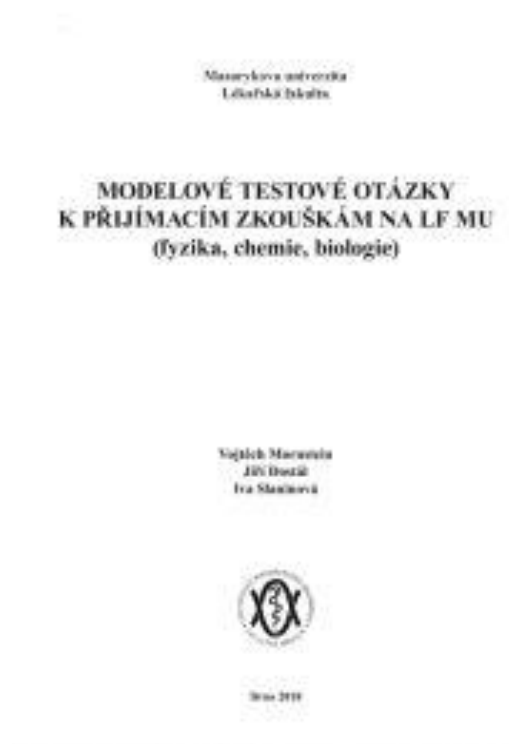 Masarykova univerzita
Lékařská fakulta
MODELOVÉ TESTOVÉ OTÁZKY
K PŘIJÍMACÍM ZKOUŠKÁM NA LF MU
(fyzika, chemie, biologie)
Vojtěch Mornstein
Jiří Dostál
Iva Slaninová
Brno 2010